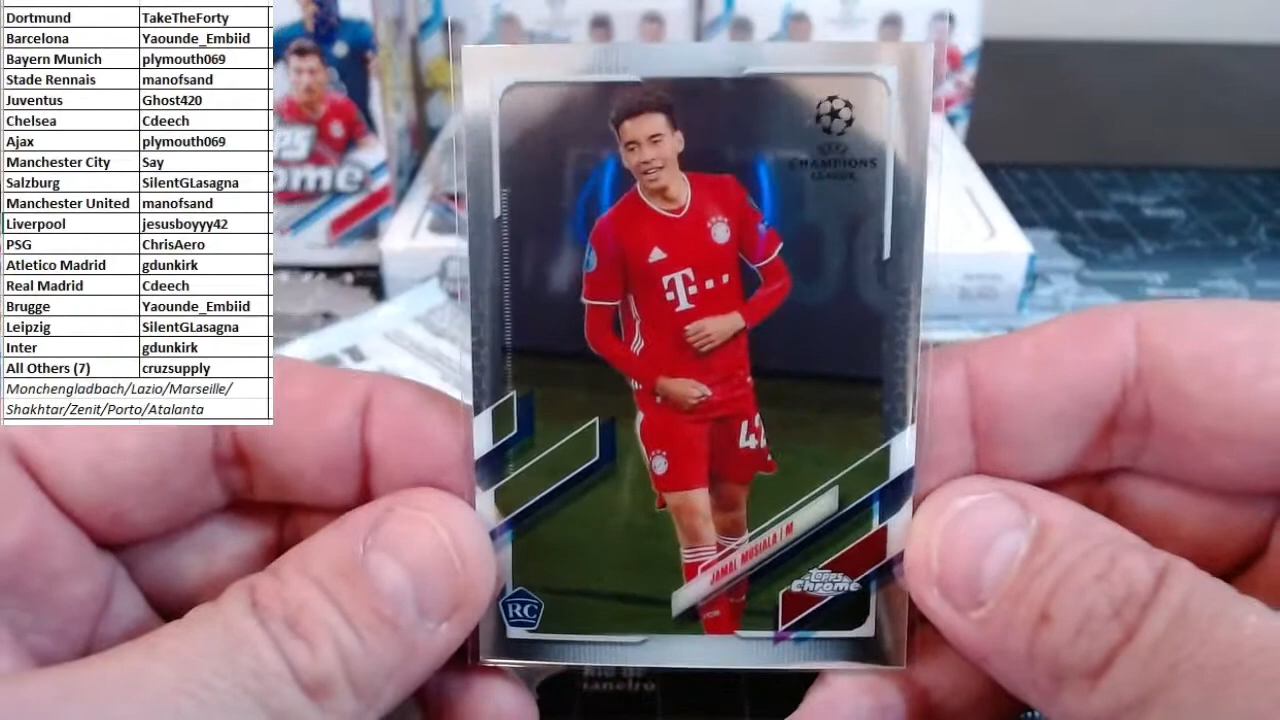 Dortmund TakeTheForty
Barcelona Yaounde_Embiid
Bayern Munich plymouth069
Stade Rennais manofsand
Juventus Ghost420
Chelsea Cdeech
Ajax plymouth069
Manchester City Say
Salzburg SilentGLasagna
Manchester United manofsand
Liverpool jesusboyyy42
PSG ChrisAero
Atletico Madrid gdunkirk
Real Madrid Cdeech
Brugge Yaounde_Embiid
Leipzig SilentGLasagna
Inter gdunkirk
All Others (7) cruzsupply
Monchengladbach/Lazio/Marseille/
Shakhtar/Zenit/Porto/Atalanta
UEFA
CHAMPIONS
LEAGUE
T
42
JAMAL MUSIALA | M
Topps
Chrome
RC